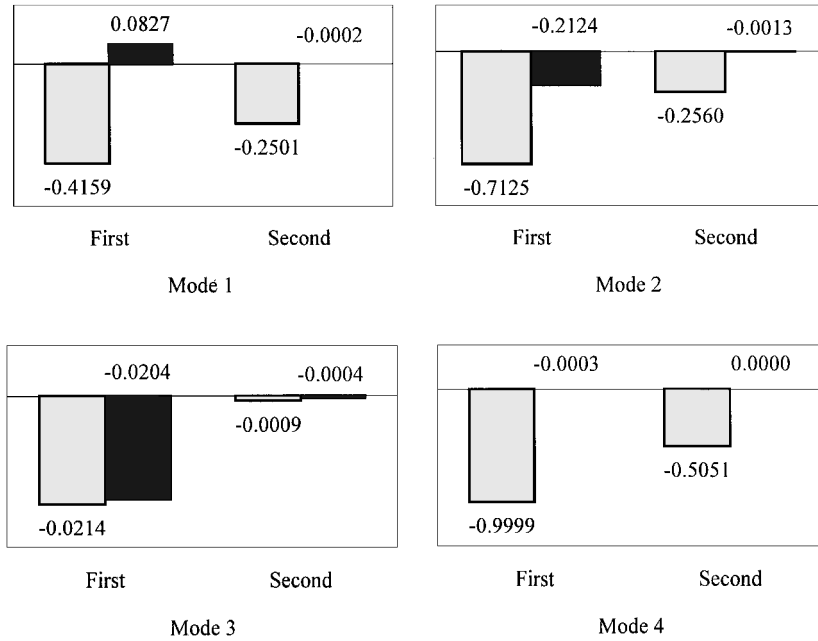 0.0827
-0.0002
-0.2501
-0.4159
First Second
Mode 1
-0.2124
-0.0013
-0.2560
-0.7125
First Second
Mode 2
-0.0204
-0.0004
-0.0009
-0.0214
First Second
Mode 3
-0.0003
0.0000
-0.5051
-0.9999
First Second
Mode 4